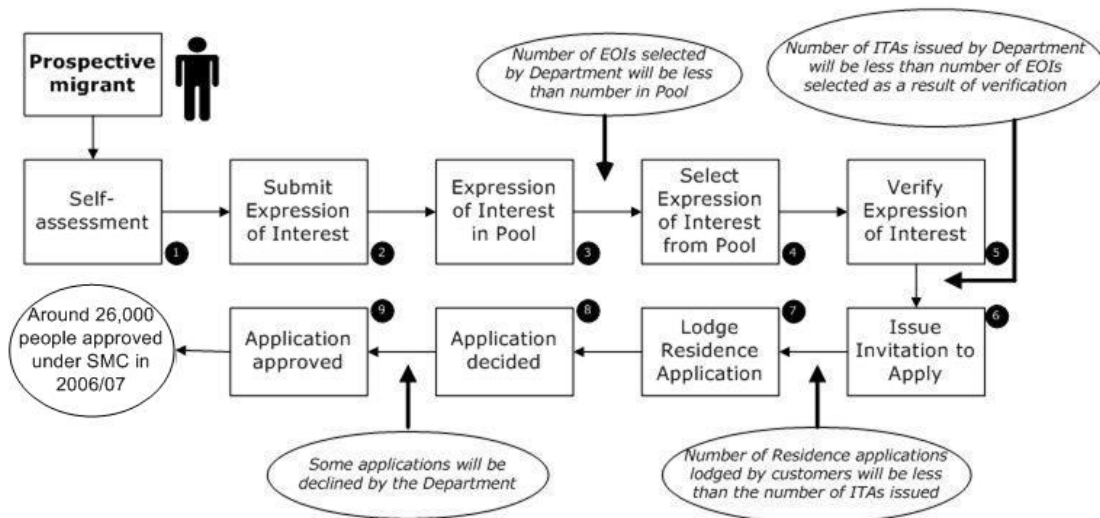 Prospective
migrant
Number of EOIs selected
by Department will be less
than number in Pool
Number of ITAs issued by Department
will be less than number of EOIs
selected as a result of verification
Self-
assessment
1
Submit
Expression
of Interest
2
Expression
of Interest
in Pool
3
Select
Expression
of Interest
from Pool
4
Verify
Expression
of Interest
5
Issue
Invitation to
Apply
6
Lodge
Residence
Application
7
Application
decided
8
Application
approved
9
Around 26,000
people approved
under SMC in
2006/07
Some applications will be
declined by the Department
Number of Residence applications
lodged by customers will be less
than the number of ITAs issued